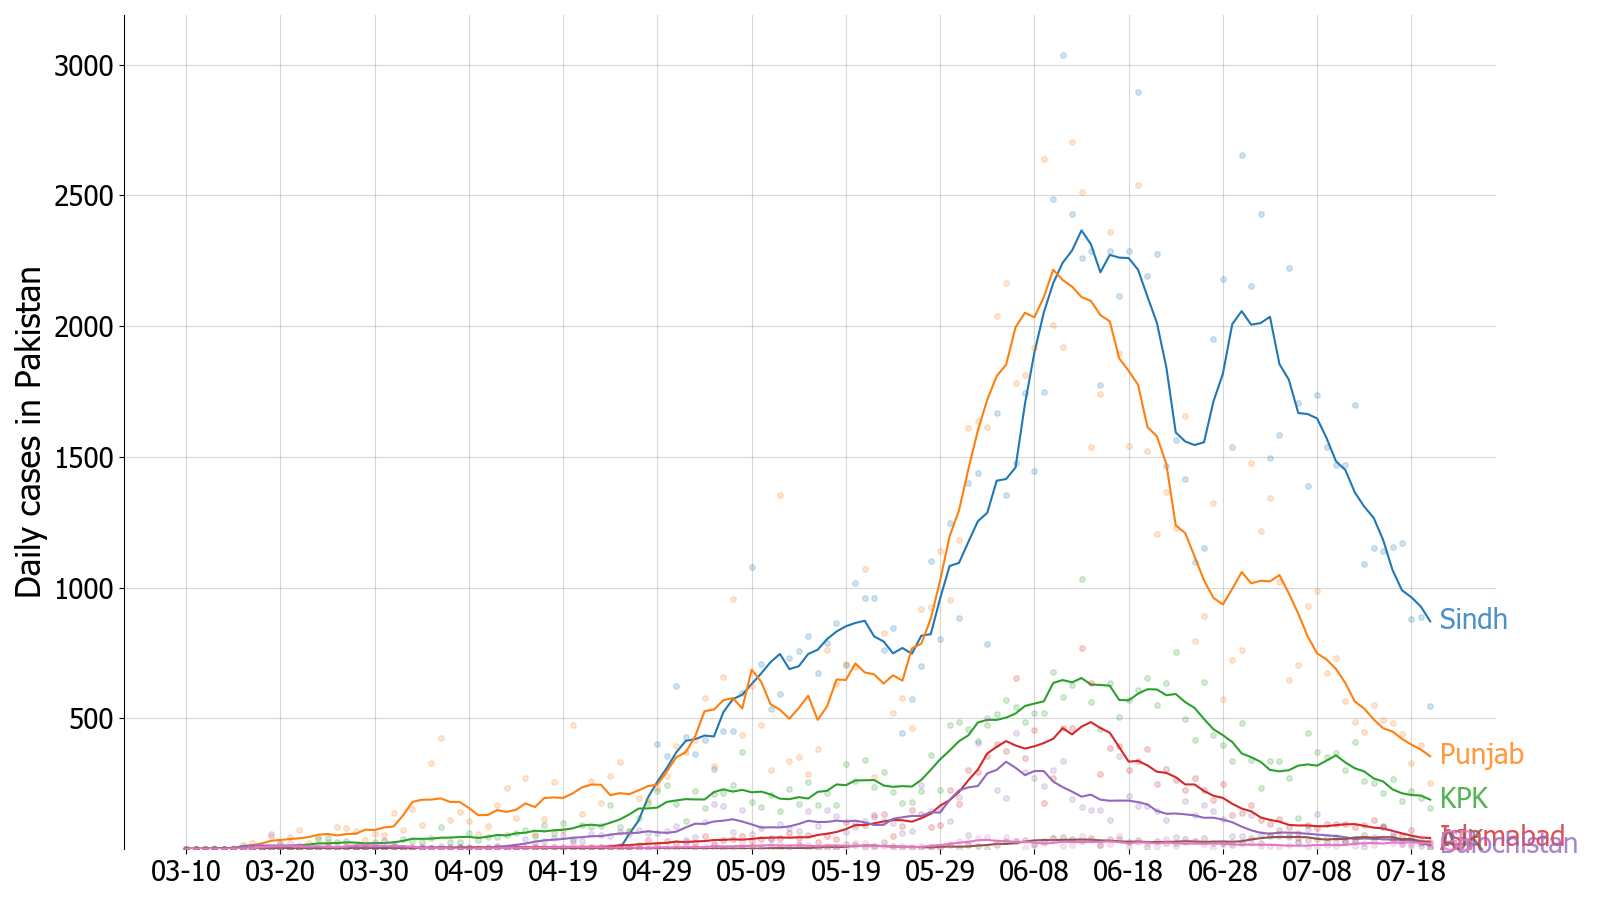 Daily cases in Pakistan
3000
2500
2000
1500
1000
500
Sindh
Punjab
KPK
Islamabad
Balochistan
03-10 03-20 03-30 04-09 04-19 04-29 05-09 05-19 05-29 06-08 06-18 06-28 07-08 07-18